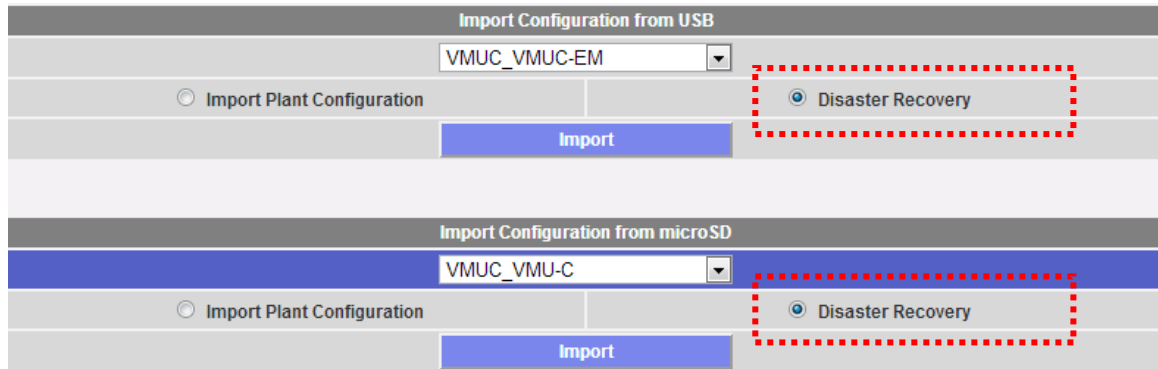 Import Configuration from USB
VMUC_VMUC-EM
Import Plant Configuration Disaster Recovery
Import
Import Configuration from microSD
VMUC_VMU-C
Import Plant Configuration Disaster Recovery
Import